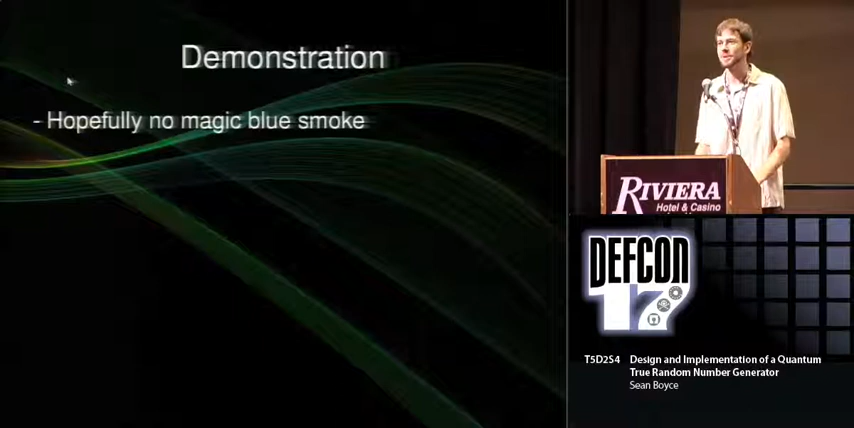 Demonstration
- Hopefully no magic blue smoke
RIVIERA
Hotel & Casino
DEFCON
17
T5D2S4 Design and Implementation of a Quantum
True Random Number Generator
Sean Boyce